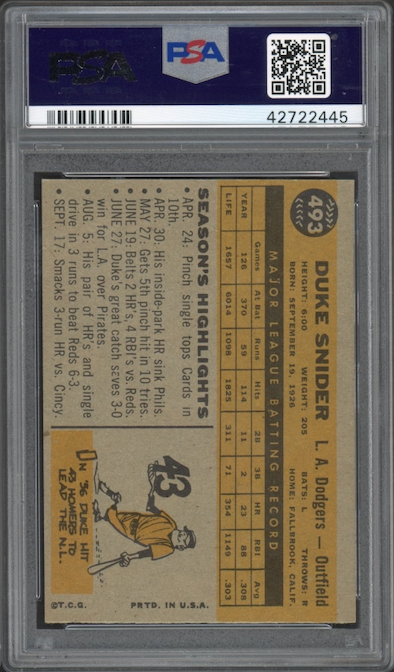 PSA
PSA
42722445
493
DUKE SNIDER L. A. Dodgers — Outfield
HEIGHT: 6:00 WEIGHT: 205 BATS: L THROWS: R
BORN: SEPTEMBER 19, 1926 HOME: FALLBROOK, CALIF.
MAJOR LEAGUE BATTING RECORD
Games At Bat Runs Hits 2B 3B HR RBI Avg
YEAR 126 370 59 114 11 2 23 88 .308
LIFE 1657 6014 1098 1825 311 71 354 1149 .303
SEASON'S HIGHLIGHTS
• APR. 24: Pinch single tops Cards in
10th.
• APR. 30: His inside-park HR sink Phils.
• MAY 27: Gets 5th pinch hit in 10 tries.
• JUNE 19: Belts 2 HR's, 4 RBI's vs. Reds.
• JUNE 27: Duke's great catch saves 3-0
win for L.A. over Pirates.
• AUG. 5: His pair of HR's and single
drive in 3 runs to beat Reds 6-3.
• SEPT. 17: Smacks 3-run HR vs. Cincy.
43
IN '56 DUKE HIT
43 HOMERS TO
LEAD THE N.L.
©T.C.G. PRTD. IN U.S.A.